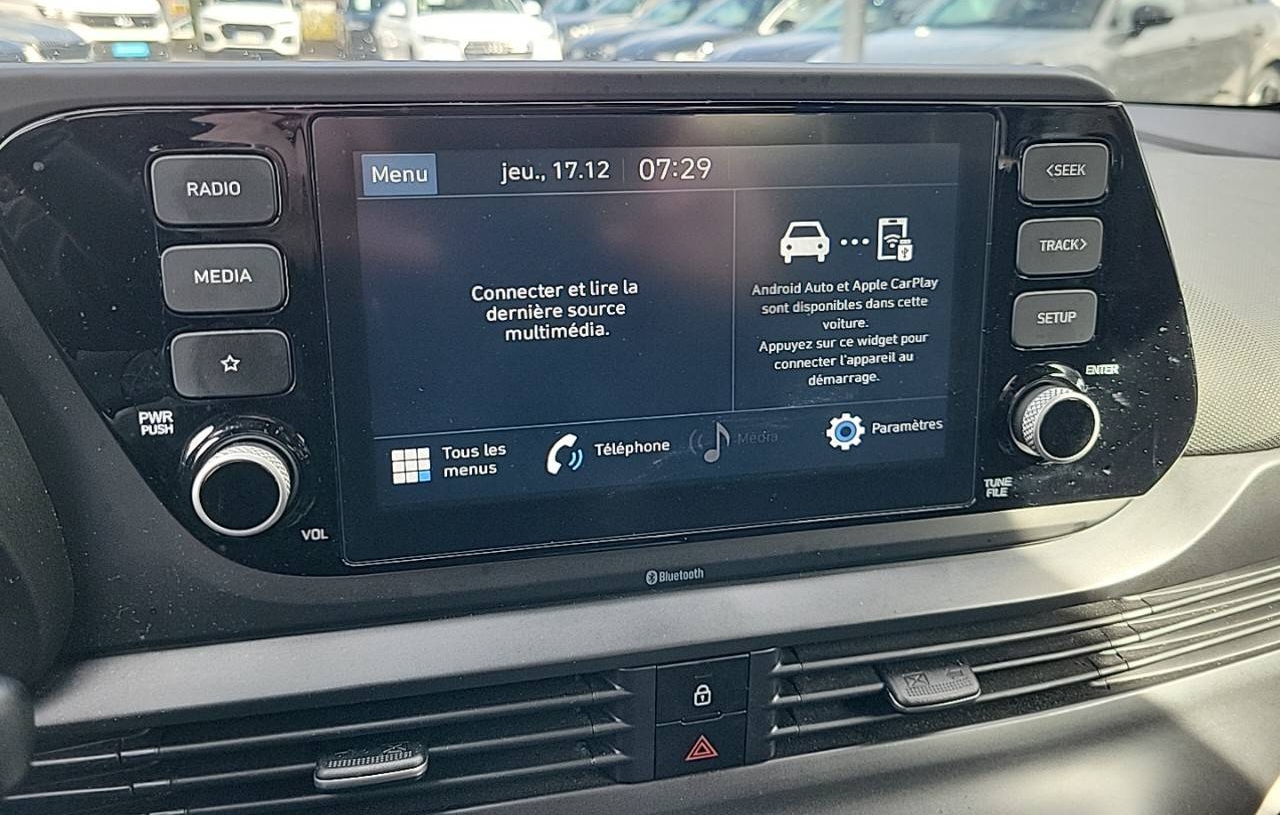 RADIO
MEDIA
PWR
PUSH
VOL
Menu
jeu., 17.12
07:29
Connecter et lire la
dernière source
multimédia.
Android Auto et Apple CarPlay
sont disponibles dans cette
voiture.
Appuyez sur ce widget pour
connecter l'appareil au
démarrage.
Tous les
menus
Téléphone
Média
Paramètres
<SEEK
TRACK>
SETUP
ENTER
TUNE
FILE
Bluetooth